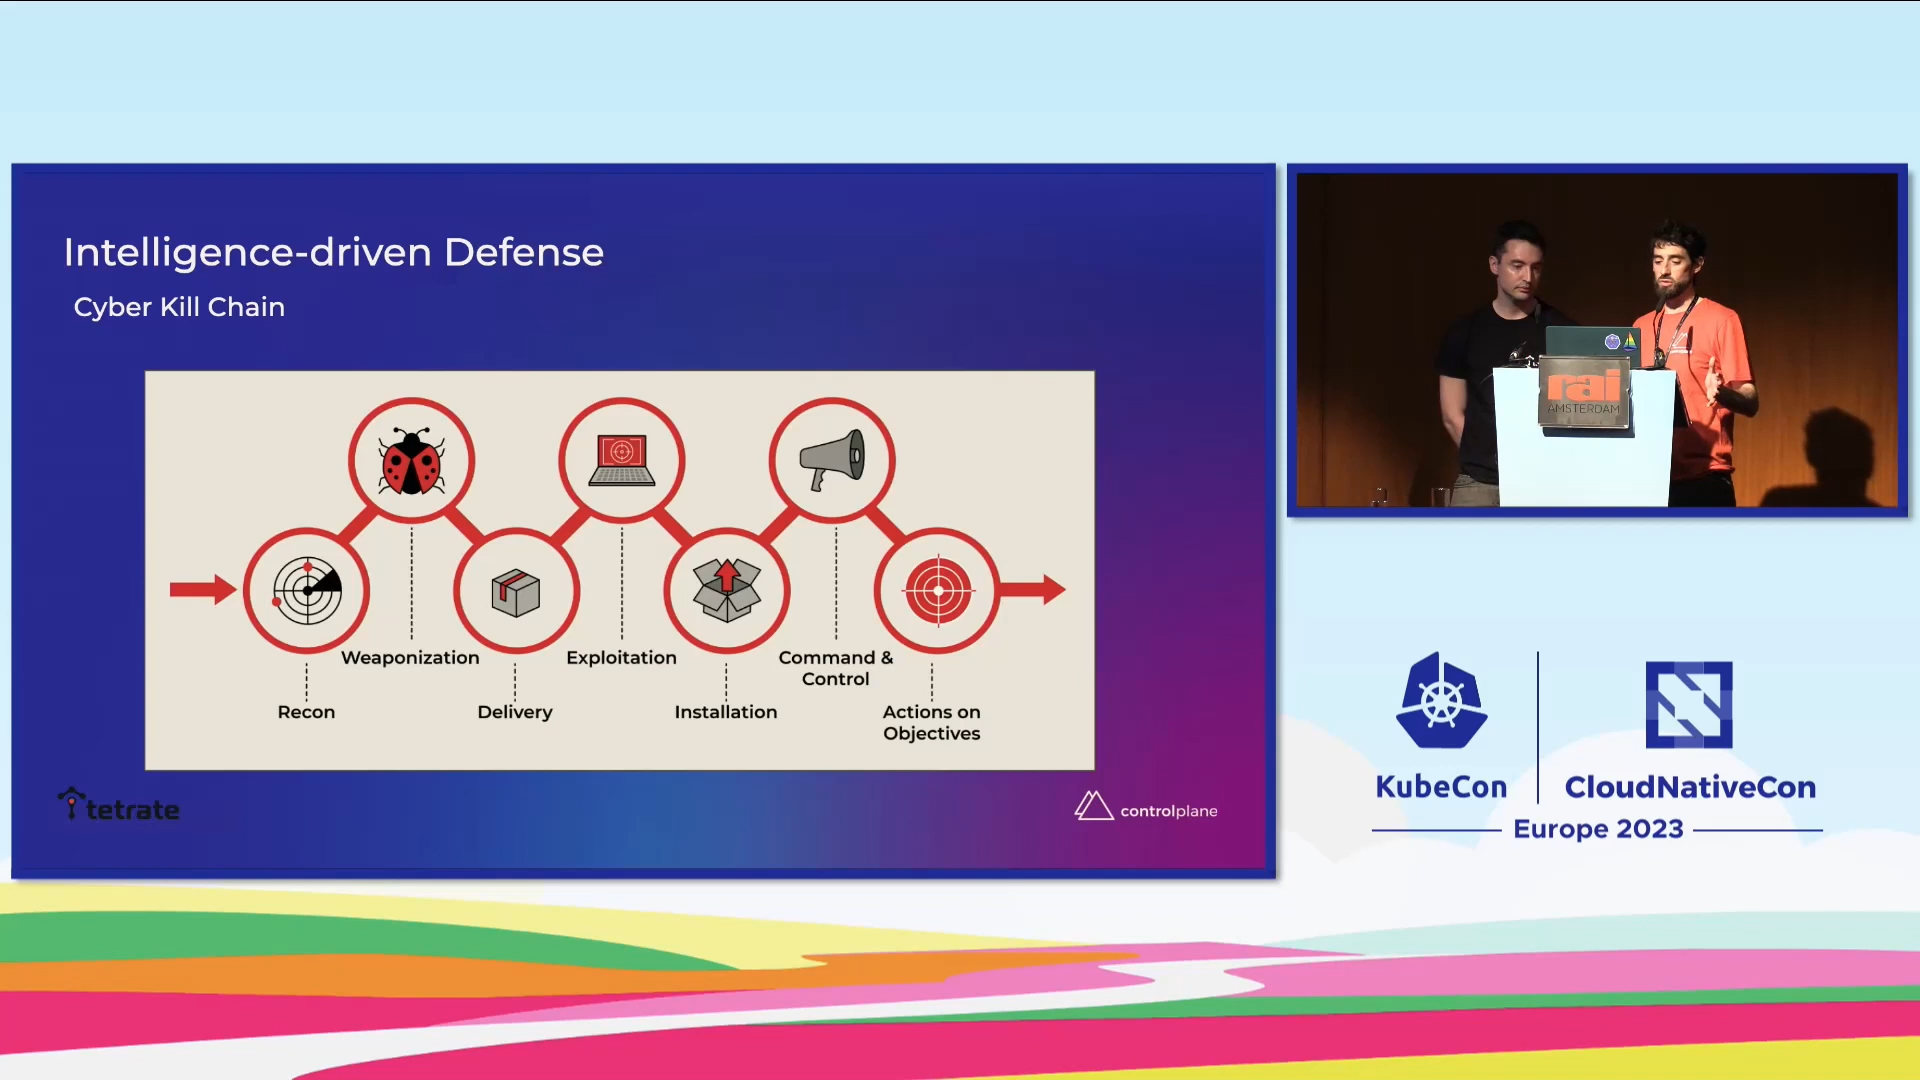 Intelligence-driven Defense
Cyber Kill Chain
Weaponization
Exploitation
Command &
Control
Recon
Delivery
Installation
Actions on
Objectives
tetrate
controlplane
rai
AMSTERDAM
KubeCon
CloudNativeCon
Europe 2023